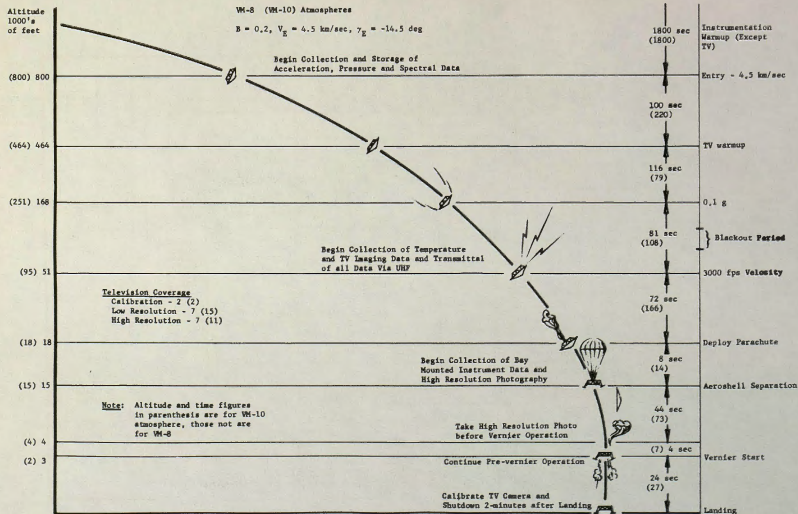 Altitude
1000's
of feet
VM-8 (VM-10) Atmospheres
B = 0.2, V_E = 4.5 km/sec, γ_E = -14.5 deg
1800 sec
(1800)
Instrumentation
Warmup (Except
TV)
Begin Collection and Storage of
Acceleration, Pressure and Spectral Data
(800) 800
Entry - 4.5 km/sec
100 sec
(220)
(464) 464
TV warmup
116 sec
(79)
(251) 168
0.1 g
81 sec
(108)
Blackout Period
Begin Collection of Temperature
and TV Imaging Data and Transmittal
of all Data Via UHF
(95) 51
3000 fps Velocity
Television Coverage
Calibration - 2 (2)
Low Resolution - 7 (15)
High Resolution - 7 (11)
72 sec
(166)
(18) 18
Deploy Parachute
Begin Collection of Bay
Mounted Instrument Data and
High Resolution Photography
8 sec
(14)
(15) 15
Aeroshell Separation
Note: Altitude and time figures
in parenthesis are for VM-10
atmosphere, those not are
for VM-8
44 sec
(73)
Take High Resolution Photo
before Vernier Operation
(4) 4
(7) 4 sec
(2) 3
Continue Pre-vernier Operation
Vernier Start
24 sec
(27)
Calibrate TV Camera and
Shutdown 2-minutes after Landing
Landing